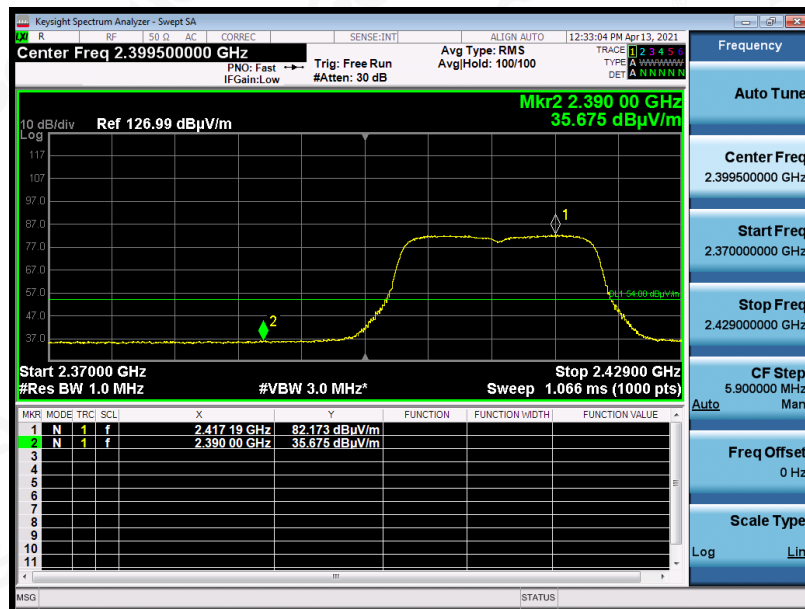 Keysight Spectrum Analyzer - Swept SA
LXI R RF 50 Ω AC CORREC SENSE:INT ALIGN AUTO 12:33:04 PM Apr 13, 2021
Center Freq 2.399500000 GHz
PNO: Fast
IFGain:Low
Trig: Free Run
#Atten: 30 dB
Avg Type: RMS
Avg|Hold: 100/100
TRACE 1 2 3 4 5 6
TYPE A WWWWW
DET A N N N N N
Mkr2 2.390 00 GHz
35.675 dBµV/m
10 dB/div Ref 126.99 dBµV/m
Log
117
107
97.0
87.0
77.0
67.0
57.0
47.0
37.0
1
2
DL1 54.00 dBµV/m
Start 2.37000 GHz Stop 2.42900 GHz
#Res BW 1.0 MHz #VBW 3.0 MHz* Sweep 1.066 ms (1000 pts)
MKR MODE TRC SCL X Y FUNCTION FUNCTION WIDTH FUNCTION VALUE
1 N 1 f 2.417 19 GHz 82.173 dBµV/m
2 N 1 f 2.390 00 GHz 35.675 dBµV/m
3
4
5
6
7
8
9
10
11
MSG STATUS
Frequency
Auto Tune
Center Freq
2.399500000 GHz
Start Freq
2.370000000 GHz
Stop Freq
2.429000000 GHz
CF Step
5.900000 MHz
Auto Man
Freq Offset
0 Hz
Scale Type
Log Lin